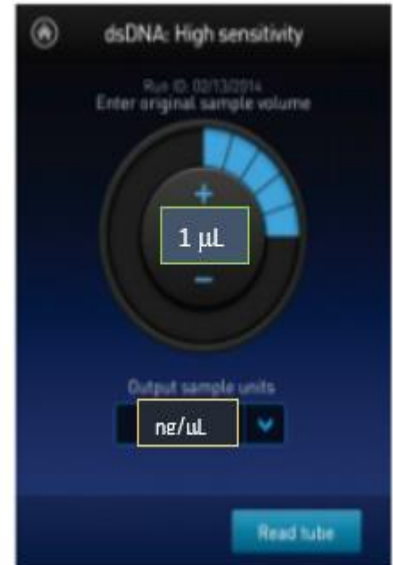 dsDNA: High sensitivity
Run ID: 02/13/2014
Enter original sample volume
+
1 µL
−
Output sample units
ng/uL
Read tube